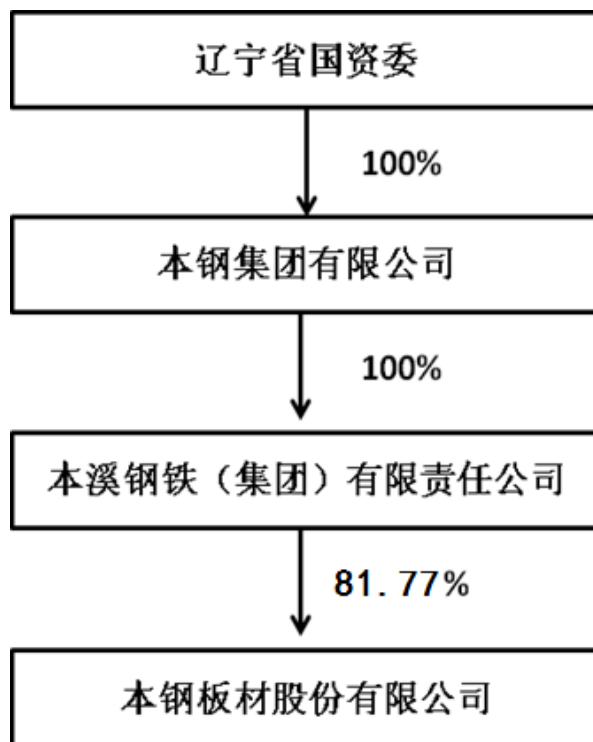 辽宁省国资委
100%
本钢集团有限公司
100%
本溪钢铁（集团）有限责任公司
81.77%
本钢板材股份有限公司